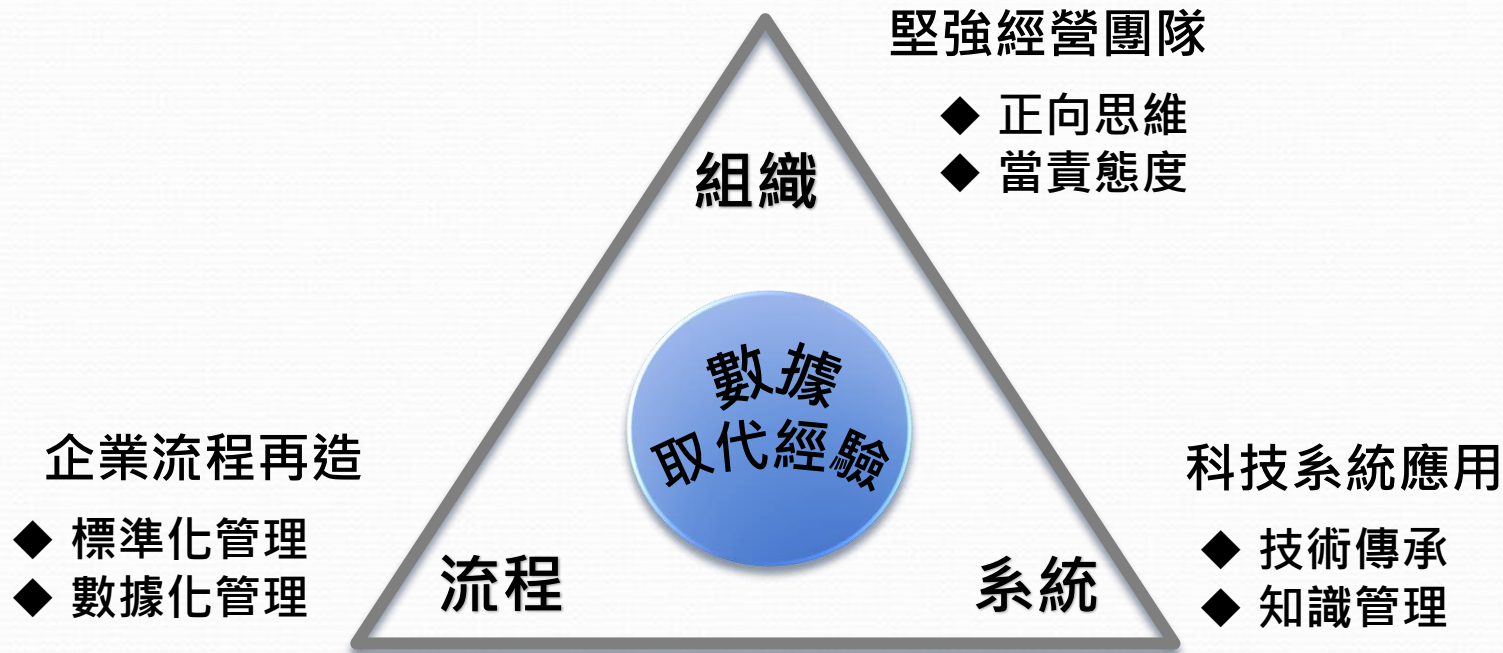 堅強經營團隊
◆ 正向思維
◆ 當責態度
組織
數據
取代經驗
企業流程再造
◆ 標準化管理
◆ 數據化管理
流程
系統
科技系統應用
◆ 技術傳承
◆ 知識管理